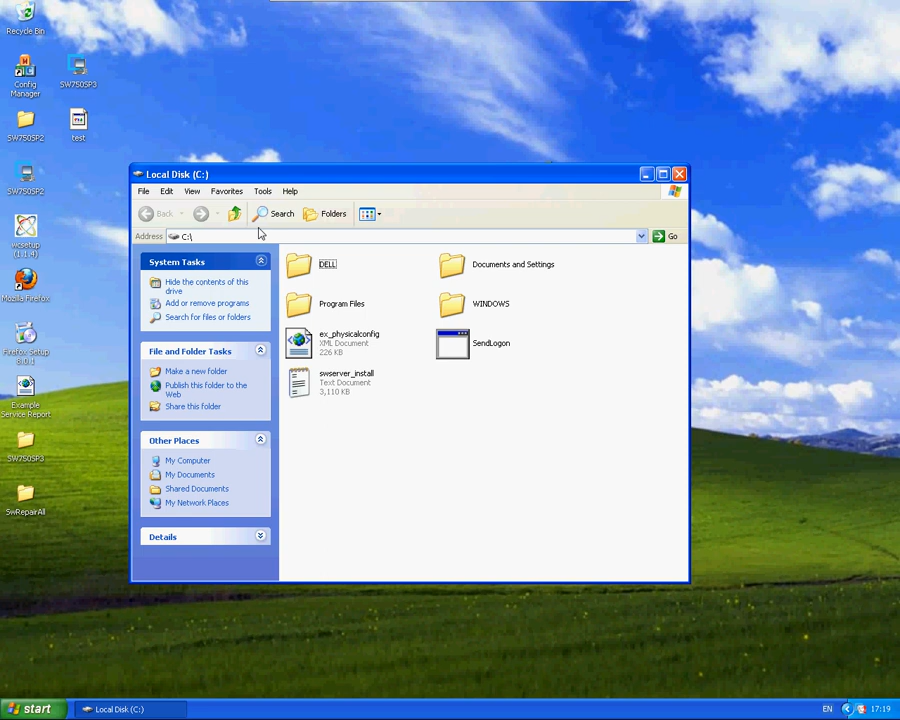 Recycle Bin
Config
Manager
SW750SP3
SW750SP2
test
SW750SP2
wcsetup
(1.1.4)
Mozilla Firefox
Firefox Setup
8.0.1
Example
Service Report
SW750SP3
SwRepairAll
Local Disk (C:)
File Edit View Favorites Tools Help
Back Search Folders
Address C:\ Go
System Tasks
Hide the contents of this
drive
Add or remove programs
Search for files or folders
File and Folder Tasks
Make a new folder
Publish this folder to the
Web
Share this folder
Other Places
My Computer
My Documents
Shared Documents
My Network Places
Details
DELL
Documents and Settings
Program Files
WINDOWS
ex_physicalconfig
XML Document
226 KB
SendLogon
swserver_install
Text Document
3,110 KB
start
Local Disk (C:)
EN
17:19